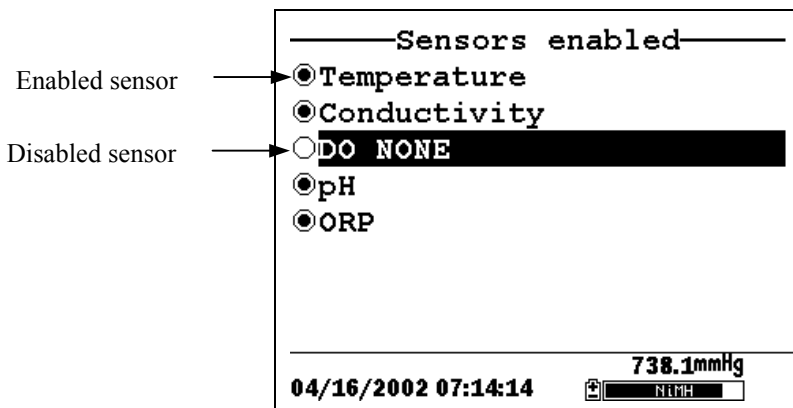 Sensors enabled
Enabled sensor
Temperature
Conductivity
Disabled sensor
DO NONE
pH
ORP
738.1mmHg
04/16/2002 07:14:14
NiMH